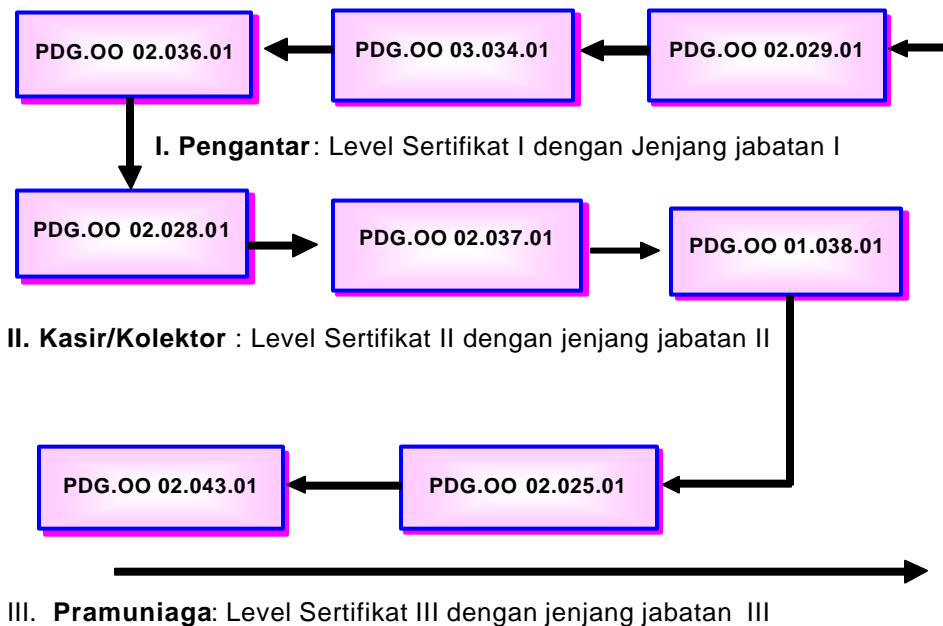 PDG.OO 02.036.01
PDG.OO 03.034.01
PDG.OO 02.029.01
I. Pengantar: Level Sertifikat I dengan Jenjang jabatan I
PDG.OO 02.028.01
PDG.OO 02.037.01
PDG.OO 01.038.01
II. Kasir/Kolektor : Level Sertifikat II dengan jenjang jabatan II
PDG.OO 02.043.01
PDG.OO 02.025.01
III. Pramuniaga: Level Sertifikat III dengan jenjang jabatan III